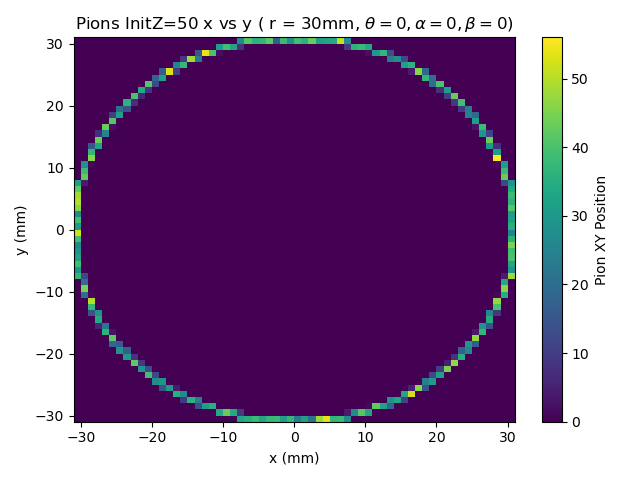 Pions InitZ=50 x vs y ( r = 30mm, θ = 0, α = 0, β = 0)
30
20
10
0
−10
−20
−30
y (mm)
−30 −20 −10 0 10 20 30
x (mm)
50
40
30
20
10
0
Pion XY Position